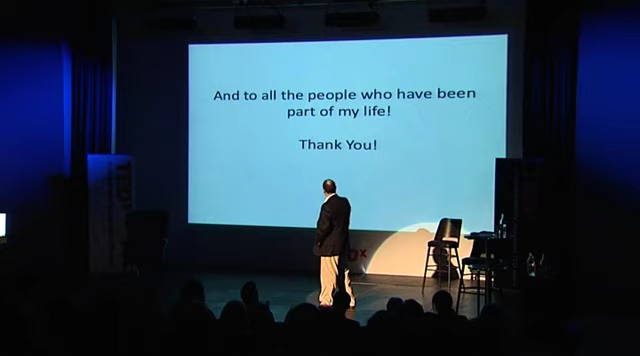 And to all the people who have been
part of my life!
Thank You!